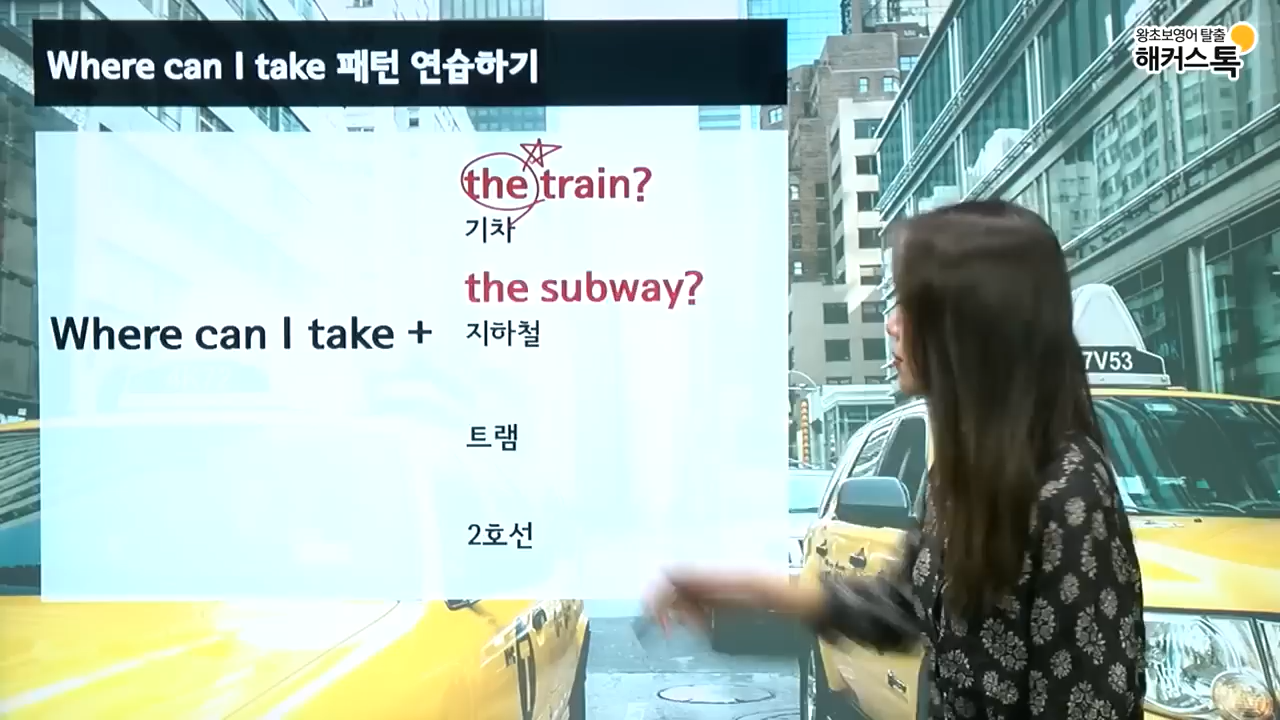 Where can I take 패턴 연습하기
왕초보영어 탈출
해커스톡
the train?
기차
the subway?
Where can I take +
지하철
트램
2호선
7V53